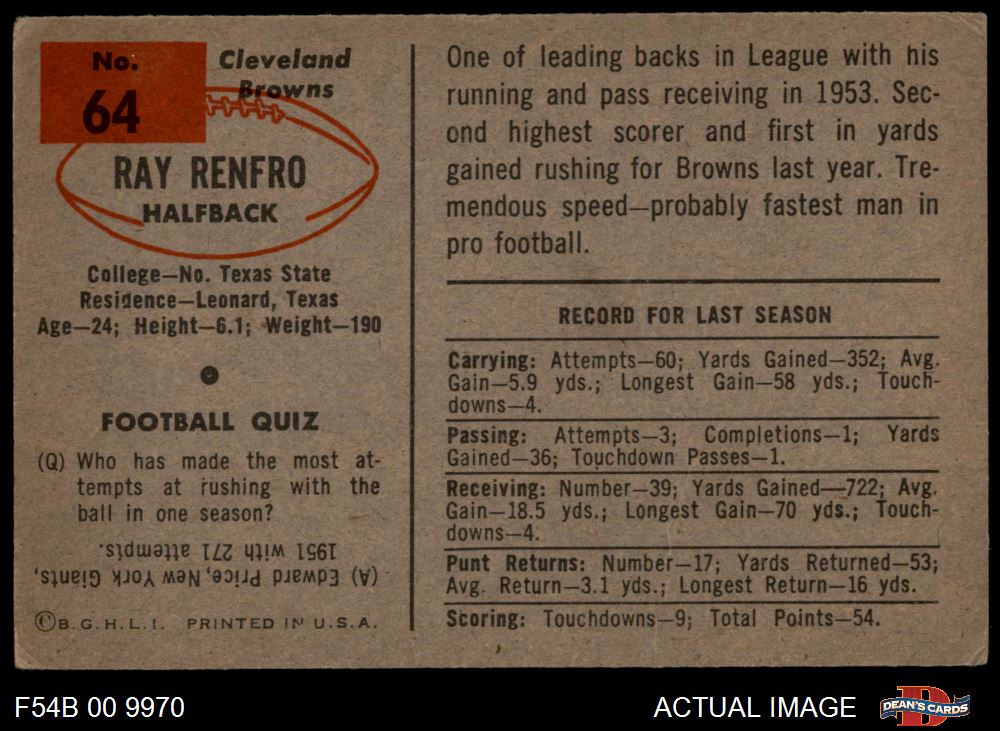 No.
64
Cleveland
Browns
RAY RENFRO
HALFBACK
College—No. Texas State
Residence—Leonard, Texas
Age—24; Height—6.1; Weight—190
FOOTBALL QUIZ
(Q) Who has made the most at-
tempts at rushing with the
ball in one season?
(A) Edward Price, New York Giants,
1951 with 271 attempts.
©B.G.H.L.I. PRINTED IN U.S.A.
One of leading backs in League with his
running and pass receiving in 1953. Sec-
ond highest scorer and first in yards
gained rushing for Browns last year. Tre-
mendous speed—probably fastest man in
pro football.
RECORD FOR LAST SEASON
Carrying: Attempts—60; Yards Gained—352; Avg.
Gain—5.9 yds.; Longest Gain—58 yds.; Touch-
downs—4.
Passing: Attempts—3; Completions—1; Yards
Gained—36; Touchdown Passes—1.
Receiving: Number—39; Yards Gained—722; Avg.
Gain—18.5 yds.; Longest Gain—70 yds.; Touch-
downs—4.
Punt Returns: Number—17; Yards Returned—53;
Avg. Return—3.1 yds.; Longest Return—16 yds.
Scoring: Touchdowns—9; Total Points—54.
F54B 00 9970
ACTUAL IMAGE
D
DEAN'S CARDS